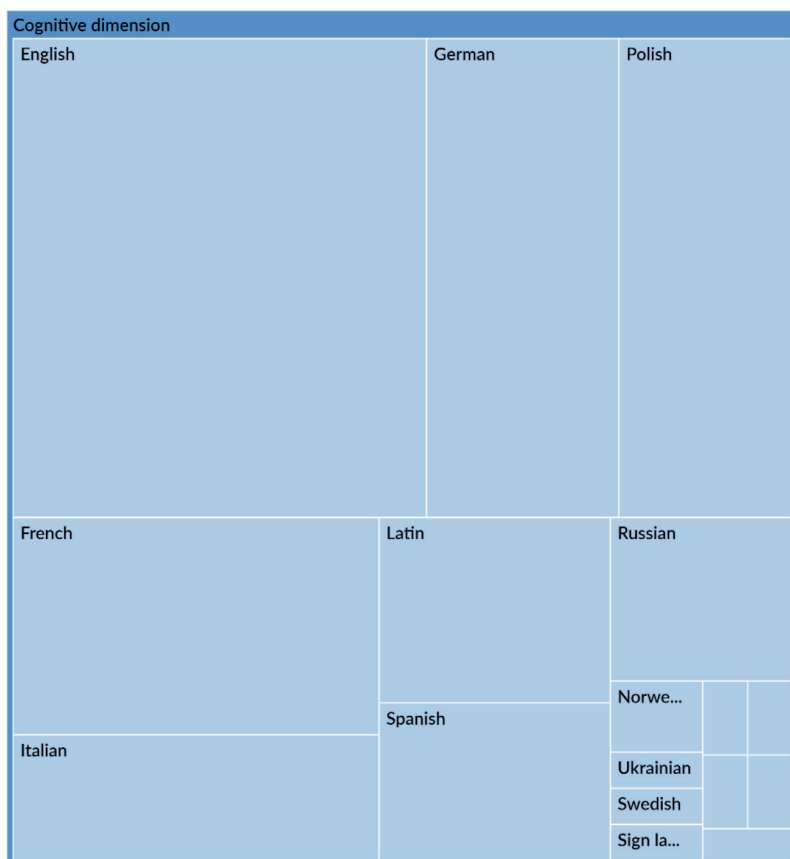 Cognitive dimension
English
German
Polish
French
Latin
Russian
Norwe...
Spanish
Italian
Ukrainian
Swedish
Sign la...